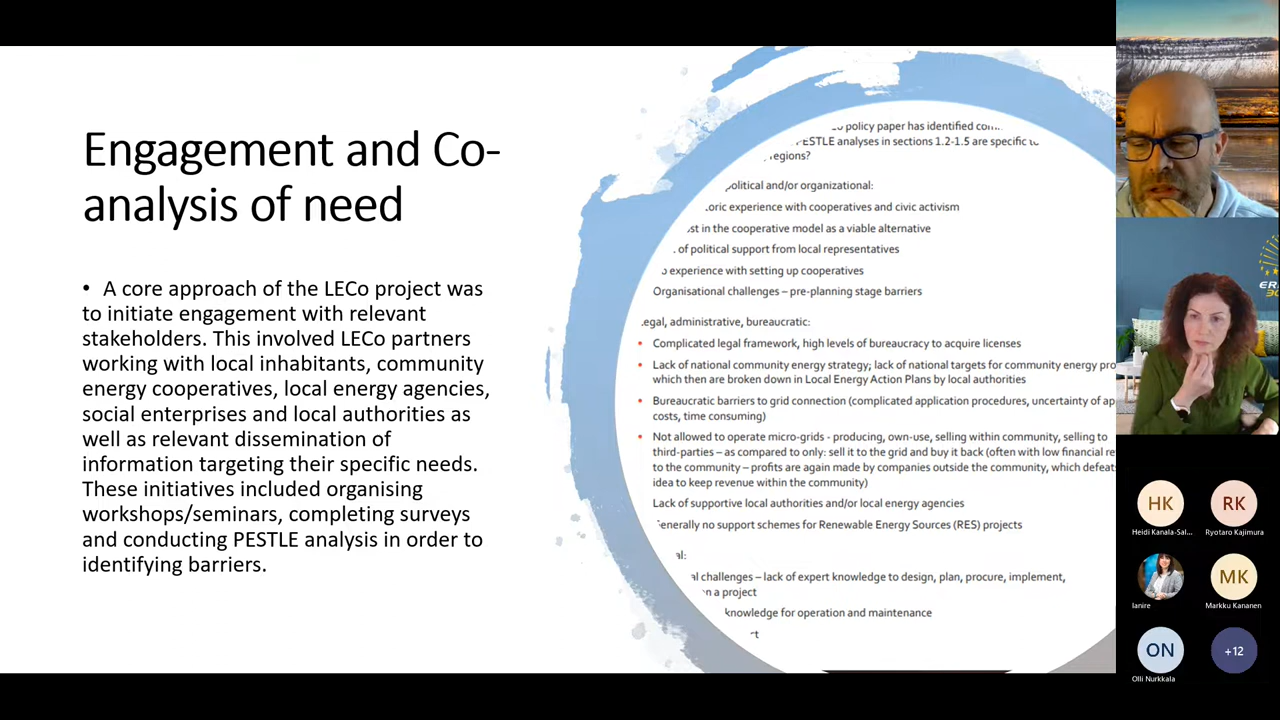 Engagement and Co-
analysis of need
• A core approach of the LECo project was
to initiate engagement with relevant
stakeholders. This involved LECo partners
working with local inhabitants, community
energy cooperatives, local energy agencies,
social enterprises and local authorities as
well as relevant dissemination of
information targeting their specific needs.
These initiatives included organising
workshops/seminars, completing surveys
and conducting PESTLE analysis in order to
identifying barriers.
policy paper has identified
analyses in sections 1.2-1.5 are specific
regions?
political and/or organizational:
experience with cooperatives and civic activism
in the cooperative model as a viable alternative
of political support from local representatives
experience with setting up cooperatives
Organisational challenges – pre-planning stage barriers
egal, administrative, bureaucratic:
• Complicated legal framework, high levels of bureaucracy to acquire licenses
• Lack of national community energy strategy; lack of national targets for community energy pro
which then are broken down in Local Energy Action Plans by local authorities
• Bureaucratic barriers to grid connection (complicated application procedures, uncertainty of ap
costs, time consuming)
• Not allowed to operate micro-grids - producing, own-use, selling within community, selling to
third-parties – as compared to only: sell it to the grid and buy it back (often with low financial re
to the community – profits are again made by companies outside the community, which defeats
idea to keep revenue within the community)
Lack of supportive local authorities and/or local energy agencies
Generally no support schemes for Renewable Energy Sources (RES) projects
al:
al challenges – lack of expert knowledge to design, plan, procure, implement,
n a project
knowledge for operation and maintenance
ER
30
HK
RK
Heidi Kanala-Sal...
Ryotaro Kajimura
MK
Ianire
Markku Kananen
ON
+12
Olli Nurkkala